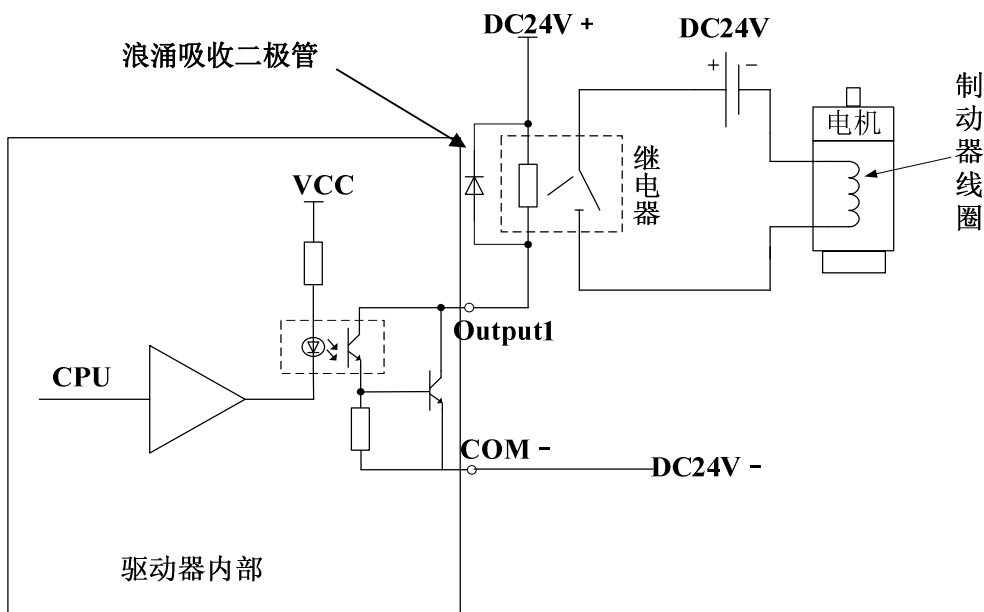 DC24V +
DC24V
浪涌吸收二极管
+
-
制动器线圈
电机
继电器
VCC
Output1
CPU
COM -
DC24V -
驱动器内部